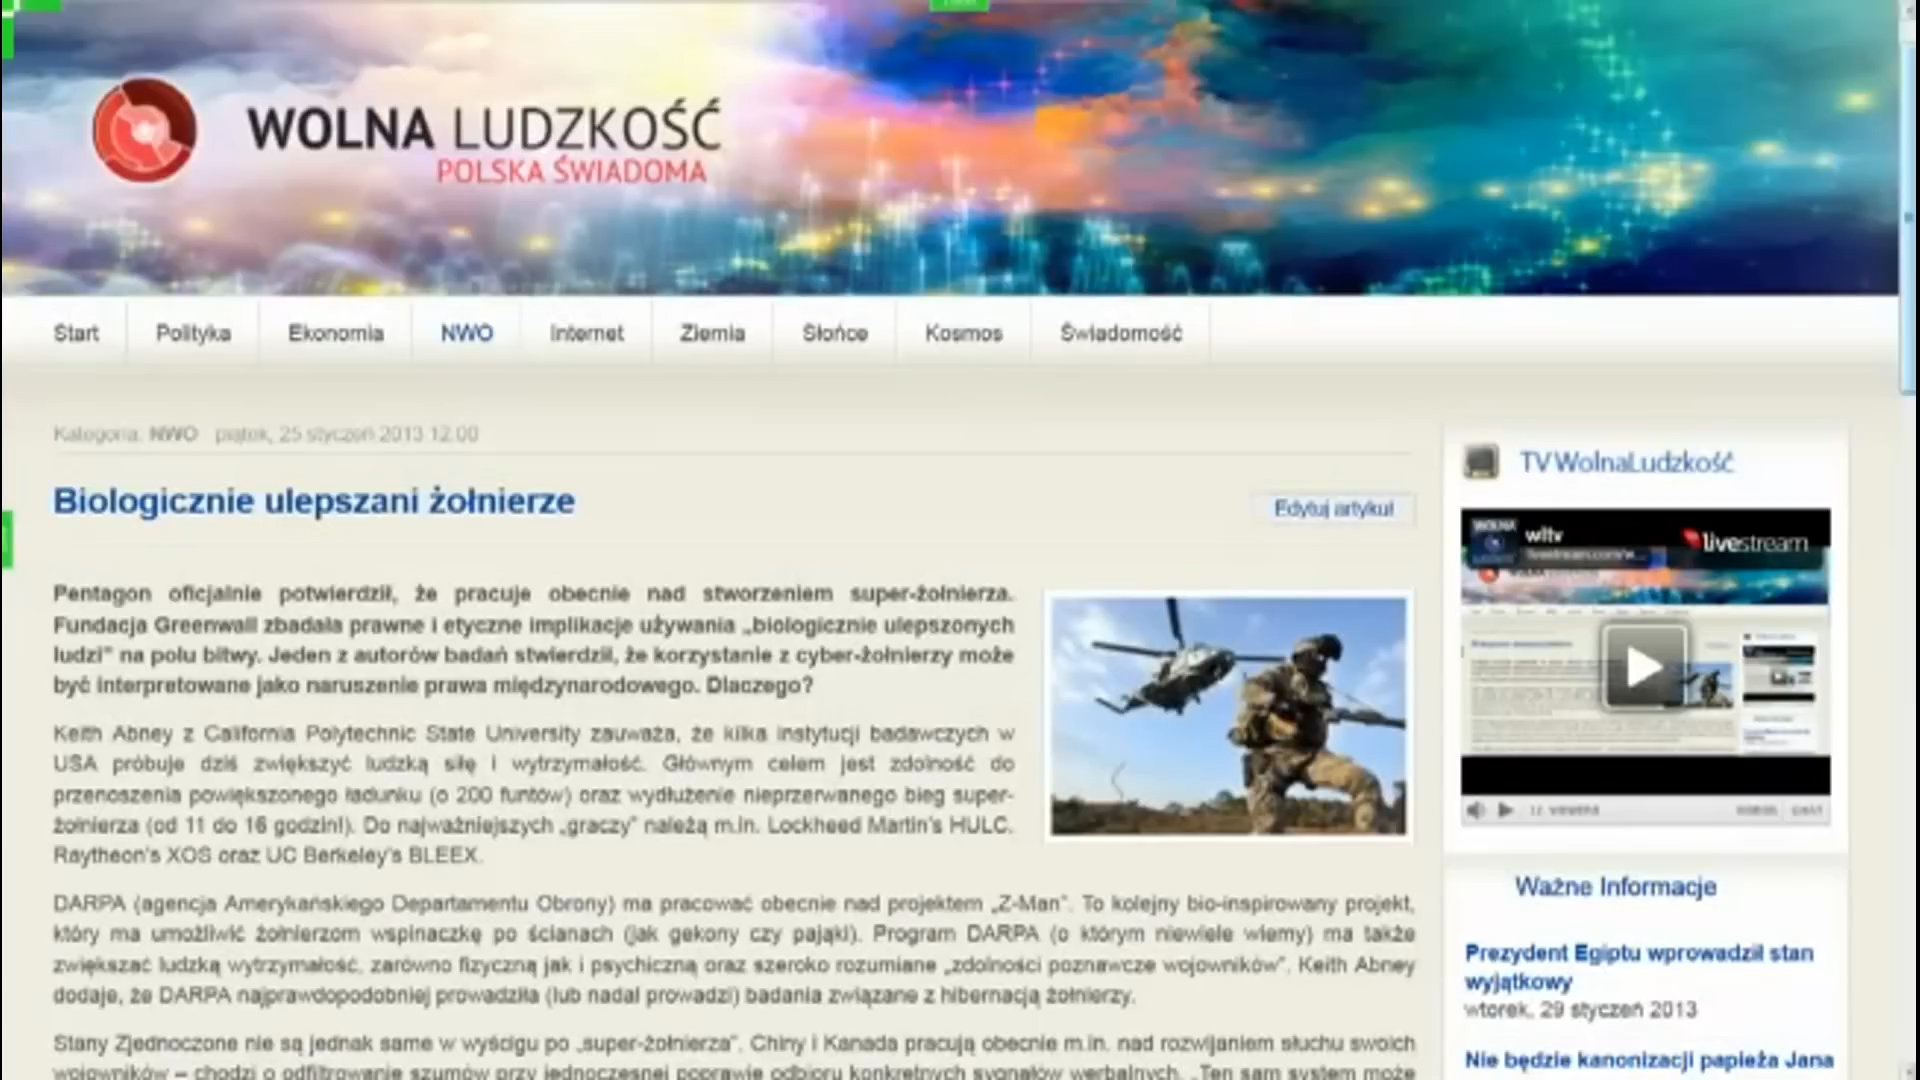 WOLNA LUDZKOŚĆ
POLSKA ŚWIADOMA
Start Polityka Ekonomia NWO Internet Ziemia Słońce Kosmos Świadomość
Kategoria: NWO piątek, 25 styczeń 2013 12:00
Biologicznie ulepszani żołnierze
Edytuj artykuł
Pentagon oficjalnie potwierdził, że pracuje obecnie nad stworzeniem super-żołnierza.
Fundacja Greenwall zbadała prawne i etyczne implikacje używania „biologicznie ulepszonych
ludzi” na polu bitwy. Jeden z autorów badań stwierdził, że korzystanie z cyber-żołnierzy może
być interpretowane jako naruszenie prawa międzynarodowego. Dlaczego?
Keith Abney z California Polytechnic State University zauważa, że kilka instytucji badawczych w
USA próbuje dziś zwiększyć ludzką siłę i wytrzymałość. Głównym celem jest zdolność do
przenoszenia powiększonego ładunku (o 200 funtów) oraz wydłużenie nieprzerwanego bieg super-
żołnierza (od 11 do 16 godzin!). Do najważniejszych „graczy” należą m.in. Lockheed Martin's HULC,
Raytheon's XOS oraz UC Berkeley's BLEEX.
DARPA (agencja Amerykańskiego Departamentu Obrony) ma pracować obecnie nad projektem „Z-Man”. To kolejny bio-inspirowany projekt,
który ma umożliwić żołnierzom wspinaczkę po ścianach (jak gekony czy pająki). Program DARPA (o którym niewiele wiemy) ma także
zwiększać ludzką wytrzymałość, zarówno fizyczną jak i psychiczną oraz szeroko rozumiane „zdolności poznawcze wojowników”. Keith Abney
dodaje, że DARPA najprawdopodobniej prowadziła (lub nadal prowadzi) badania związane z hibernacją żołnierzy.
Stany Zjednoczone nie są jednak same w wyścigu po „super-żołnierza”. Chiny i Kanada pracują obecnie m.in. nad rozwijaniem słuchu swoich
wojowników – chodzi o odfiltrowanie szumów przy jednoczesnej poprawie odbioru konkretnych sygnałów werbalnych. „Ten sam system może
TV WolnaLudzkość
WOLNA
wltv
livestream
12 VIEWERS
Ważne Informacje
Prezydent Egiptu wprowadził stan
wyjątkowy
wtorek, 29 styczeń 2013
Nie będzie kanonizacji papieża Jana